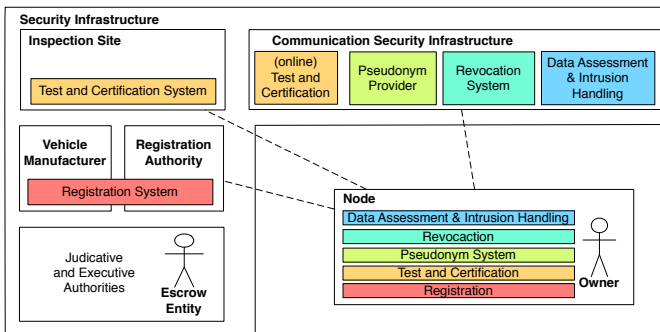 Security Infrastructure
Inspection Site
Test and Certification System
Communication Security Infrastructure
(online)
Test and
Certification
Pseudonym
Provider
Revocation
System
Data Assessment
& Intrusion
Handling
Vehicle
Manufacturer
Registration
Authority
Registration System
Judicative
and Executive
Authorities
Escrow
Entity
Node
Data Assessment & Intrusion Handling
Revocaction
Pseudonym System
Test and Certification
Registration
Owner